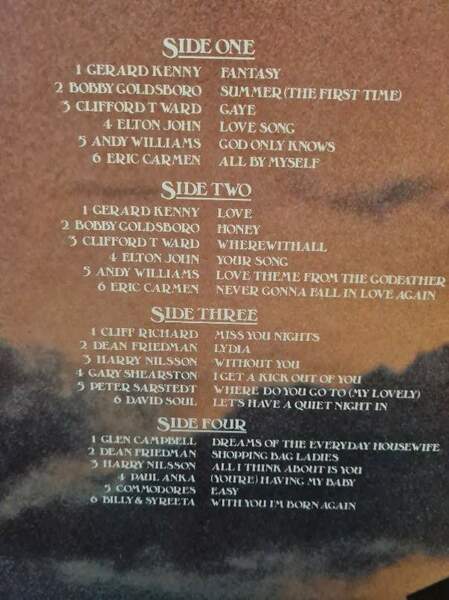 SIDE ONE
1 GERARD KENNY FANTASY
2 BOBBY GOLDSBORO SUMMER (THE FIRST TIME)
3 CLIFFORD T WARD GAYE
4 ELTON JOHN LOVE SONG
5 ANDY WILLIAMS GOD ONLY KNOWS
6 ERIC CARMEN ALL BY MYSELF
SIDE TWO
1 GERARD KENNY LOVE
2 BOBBY GOLDSBORO HONEY
3 CLIFFORD T WARD WHEREWITHALL
4 ELTON JOHN YOUR SONG
5 ANDY WILLIAMS LOVE THEME FROM THE GODFATHER
6 ERIC CARMEN NEVER GONNA FALL IN LOVE AGAIN
SIDE THREE
1 CLIFF RICHARD MISS YOU NIGHTS
2 DEAN FRIEDMAN LYDIA
3 HARRY NILSSON WITHOUT YOU
4 GARY SHEARSTON I GET A KICK OUT OF YOU
5 PETER SARSTEDT WHERE DO YOU GO TO (MY LOVELY)
6 DAVID SOUL LET'S HAVE A QUIET NIGHT IN
SIDE FOUR
1 GLEN CAMPBELL DREAMS OF THE EVERYDAY HOUSEWIFE
2 DEAN FRIEDMAN SHOPPING BAG LADIES
3 HARRY NILSSON ALL I THINK ABOUT IS YOU
4 PAUL ANKA (YOU'RE) HAVING MY BABY
5 COMMODORES EASY
6 BILLY & SYREETA WITH YOU I'M BORN AGAIN